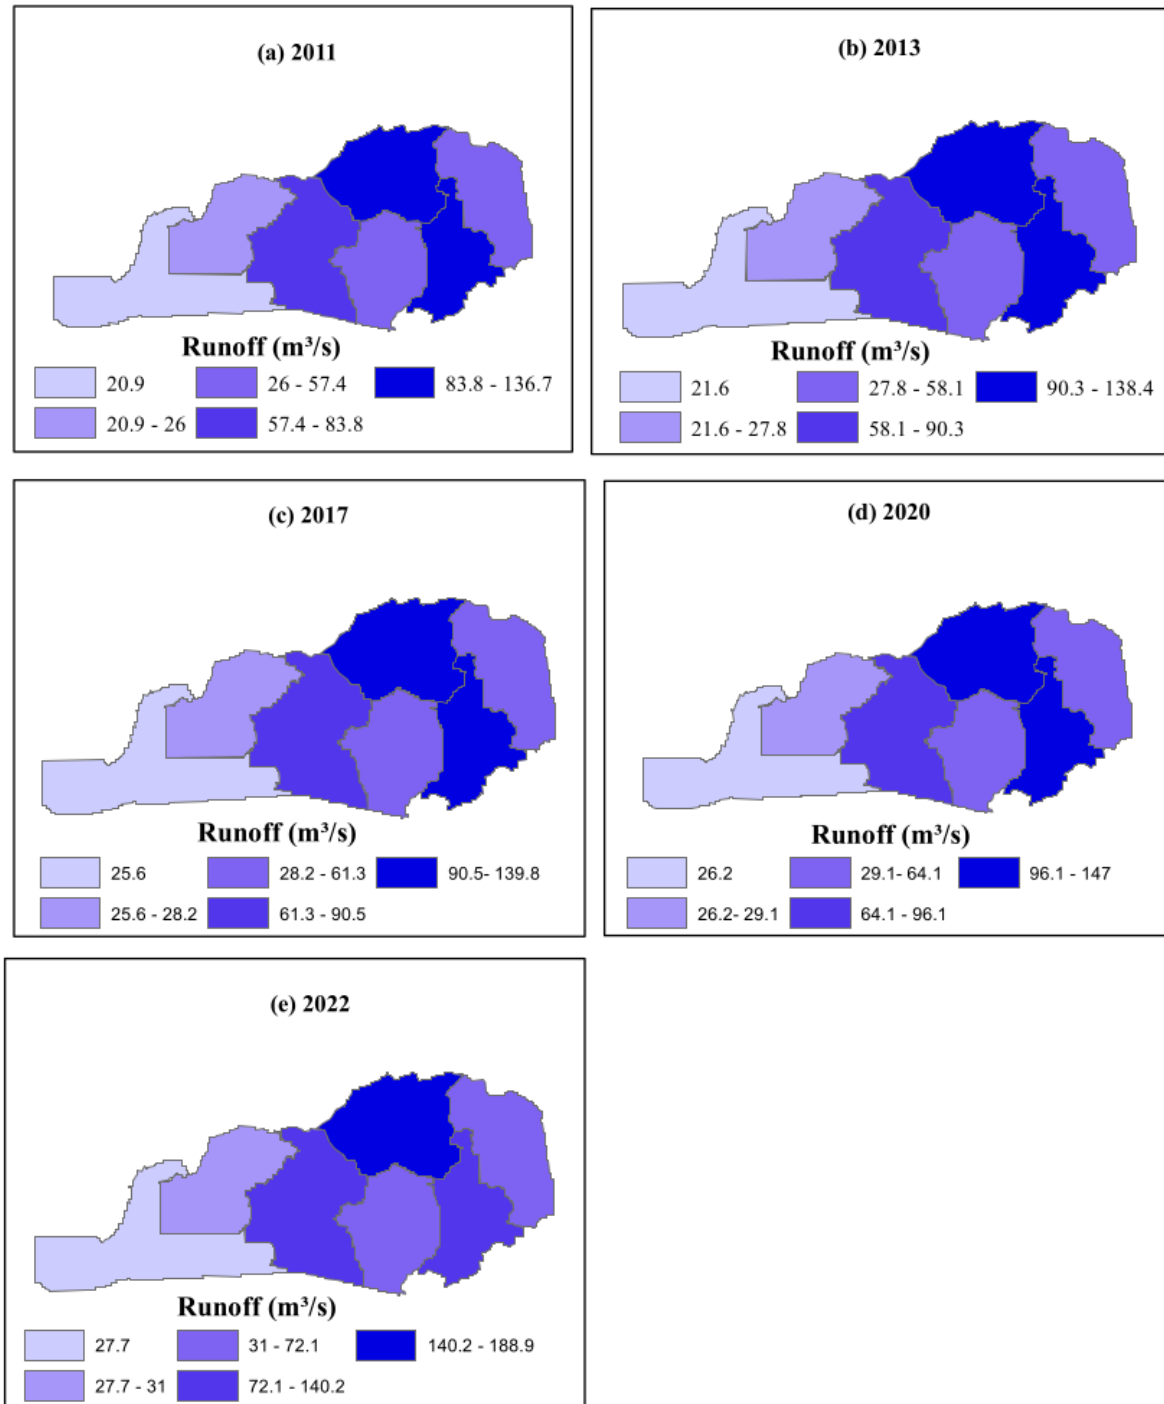 (a) 2011
Runoff (m³/s)
20.9
26 - 57.4
83.8 - 136.7
20.9 - 26
57.4 - 83.8
(b) 2013
Runoff (m³/s)
21.6
27.8 - 58.1
90.3 - 138.4
21.6 - 27.8
58.1 - 90.3
(c) 2017
Runoff (m³/s)
25.6
28.2 - 61.3
90.5- 139.8
25.6 - 28.2
61.3 - 90.5
(d) 2020
Runoff (m³/s)
26.2
29.1- 64.1
96.1 - 147
26.2- 29.1
64.1 - 96.1
(e) 2022
Runoff (m³/s)
27.7
31 - 72.1
140.2 - 188.9
27.7 - 31
72.1 - 140.2